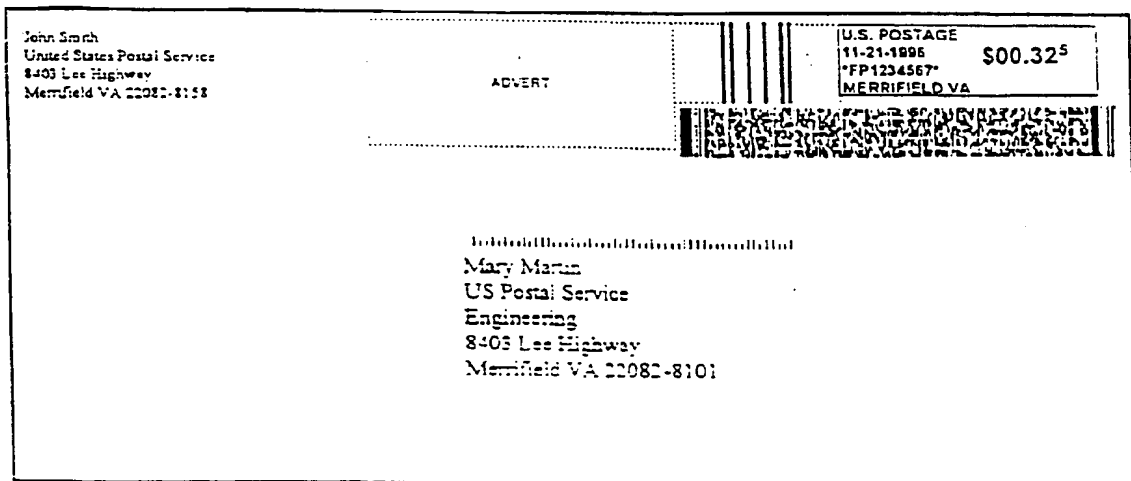 John Smith
United States Postal Service
8403 Lee Highway
Merrifield VA 22082-8158
ADVERT
U.S. POSTAGE
11-21-1996 $00.32⁵
*FP1234567*
MERRIFIELD VA
Mary Martin
US Postal Service
Engineering
8403 Lee Highway
Merrifield VA 22082-8101